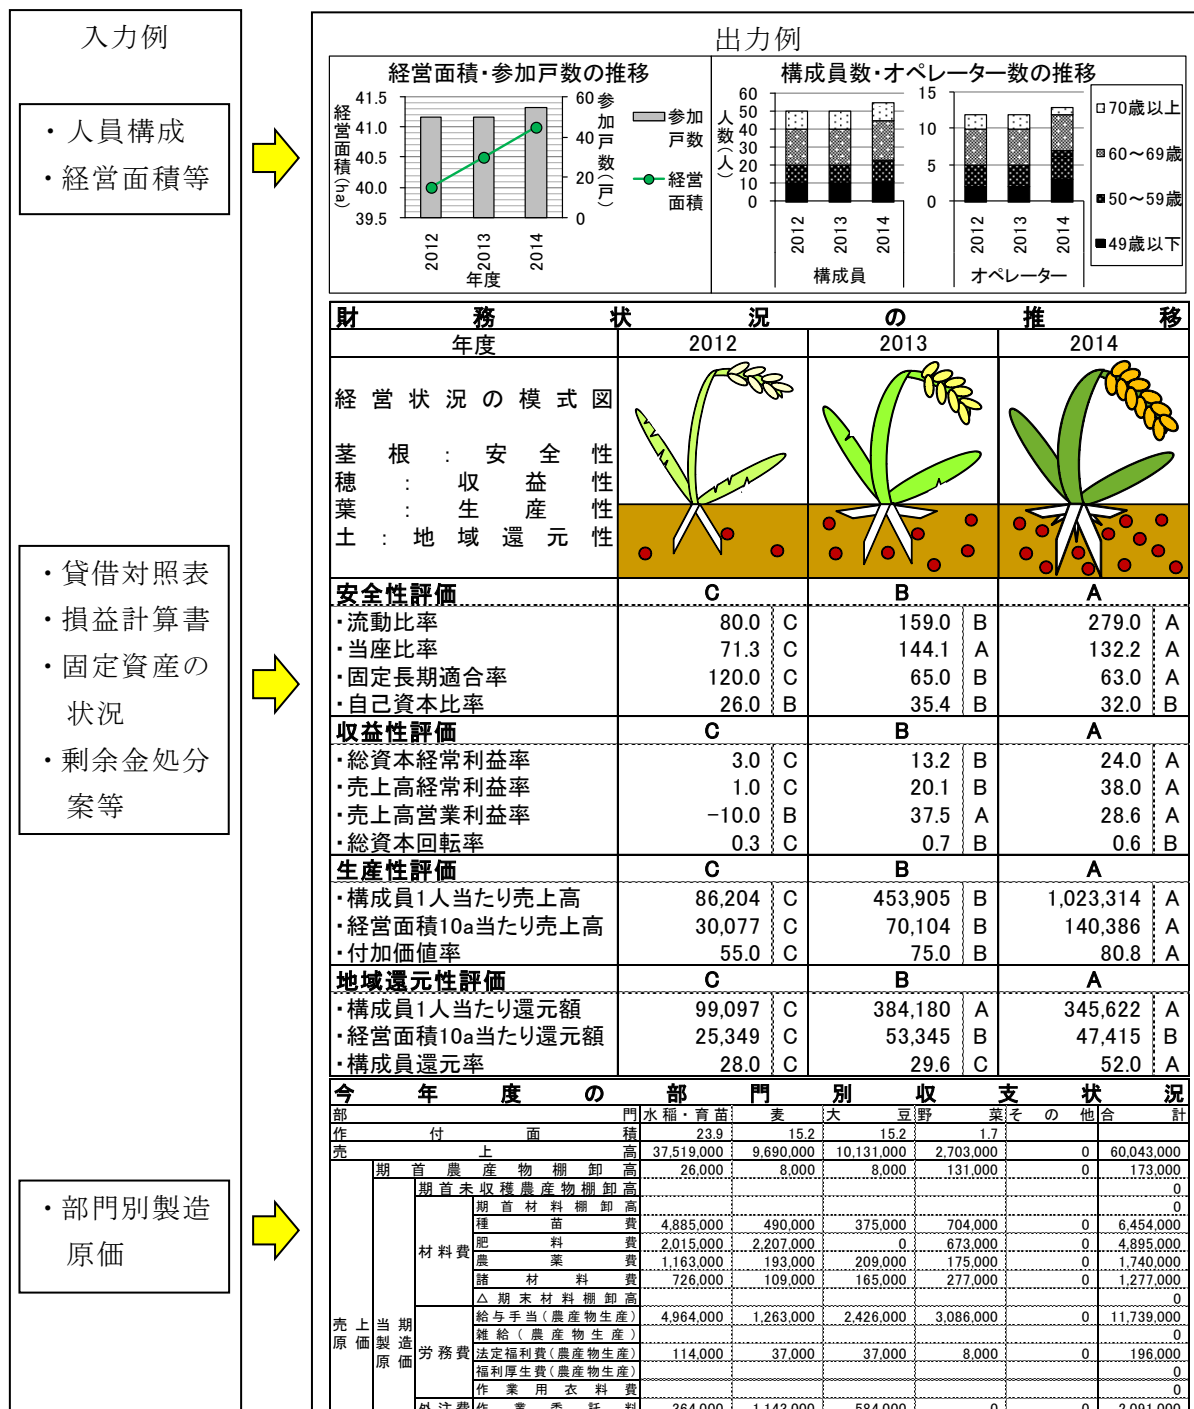 入力例
・人員構成
・経営面積等
・貸借対照表
・損益計算書
・固定資産の
状況
・剰余金処分
案等
・部門別製造
原価
出力例
経営面積・参加戸数の推移
経営面積(ha)
41.5
41.0
40.5
40.0
39.5
60
40
20
0
参加戸数(戸)
参加戸数
経営面積
2012 2013 2014
年度
構成員数・オペレーター数の推移
人数(人)
60
50
40
30
20
10
0
2012 2013 2014
構成員
15
10
5
0
2012 2013 2014
オペレーター
70歳以上
60～69歳
50～59歳
49歳以下
財務状況の推移
年度 2012 2013 2014
経営状況の模式図
茎根：安全性
穂：収益性
葉：生産性
土：地域還元性
安全性評価 C B A
・流動比率 80.0 C 159.0 B 279.0 A
・当座比率 71.3 C 144.1 A 132.2 A
・固定長期適合率 120.0 C 65.0 B 63.0 A
・自己資本比率 26.0 B 35.4 B 32.0 B
収益性評価 C B A
・総資本経常利益率 3.0 C 13.2 B 24.0 A
・売上高経常利益率 1.0 C 20.1 B 38.0 A
・売上高営業利益率 −10.0 B 37.5 A 28.6 A
・総資本回転率 0.3 C 0.7 B 0.6 B
生産性評価 C B A
・構成員1人当たり売上高 86,204 C 453,905 B 1,023,314 A
・経営面積10a当たり売上高 30,077 C 70,104 B 140,386 A
・付加価値率 55.0 C 75.0 B 80.8 A
地域還元性評価 C B A
・構成員1人当たり還元額 99,097 C 384,180 A 345,622 A
・経営面積10a当たり還元額 25,349 C 53,345 B 47,415 B
・構成員還元率 28.0 C 29.6 C 52.0 A
今年度の部門別収支状況
部門 水稲・育苗 麦 大豆 野菜 その他 合計
作付面積 23.9 15.2 15.2 1.7
売上高 37,519,000 9,690,000 10,131,000 2,703,000 0 60,043,000
売上原価
期首農産物棚卸高 26,000 8,000 8,000 131,000 173,000
当期製造原価
期首未収穫農産物棚卸高 0
材料費
期首材料棚卸高 0
種苗費 4,885,000 490,000 375,000 704,000 0 6,454,000
肥料費 2,015,000 2,207,000 0 673,000 0 4,895,000
農薬費 1,163,000 193,000 209,000 175,000 0 1,740,000
諸材料費 726,000 109,000 165,000 277,000 0 1,277,000
△期末材料棚卸高 0
労務費
給与手当(農産物生産) 4,964,000 1,263,000 2,426,000 3,086,000 0 11,739,000
雑給(農産物生産) 0
法定福利費(農産物生産) 114,000 37,000 37,000 8,000 0 196,000
福利厚生費(農産物生産) 0
作業用衣料費 0
外注費 作業委託料 364,000 1,143,000 584,000 0 0 2,091,000